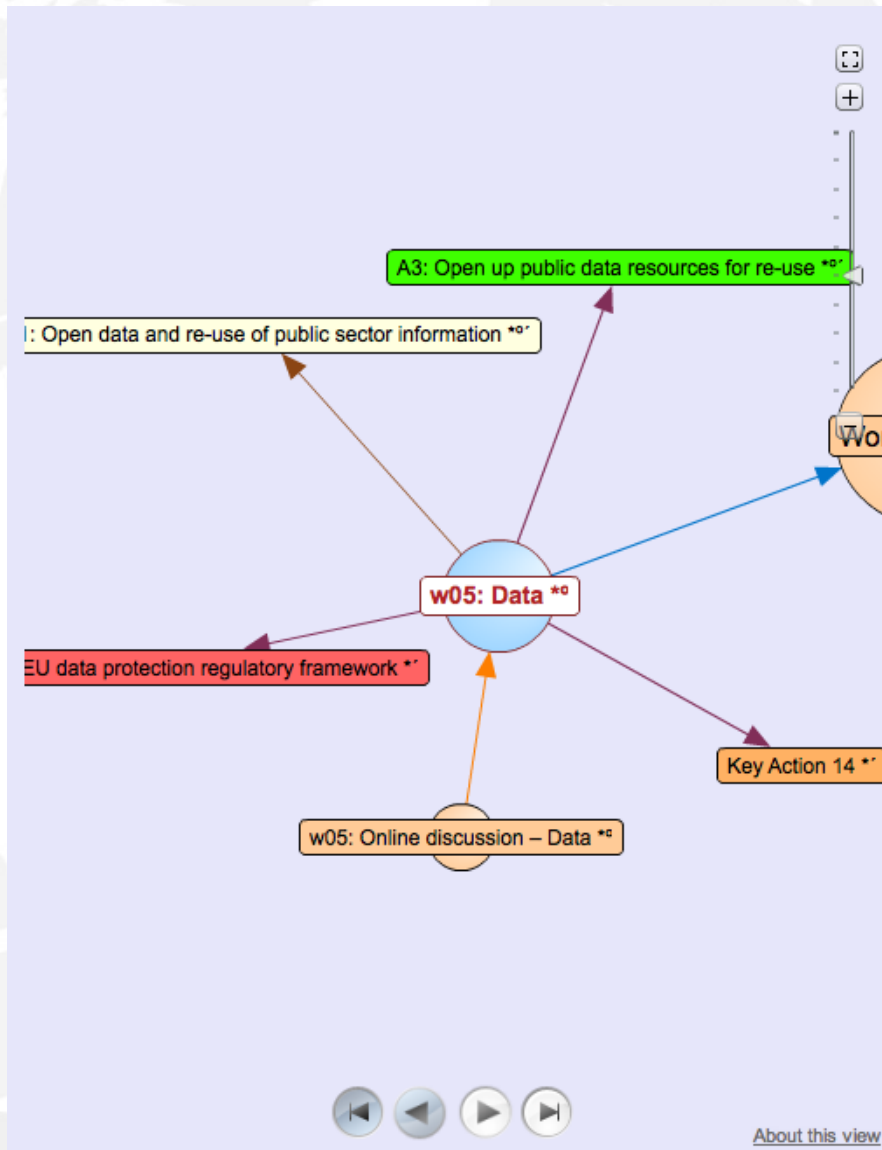 A3: Open up public data resources for re-use *º´
: Open data and re-use of public sector information *º´
Wo
w05: Data *º
EU data protection regulatory framework *´
Key Action 14 *´
w05: Online discussion – Data *º
About this view